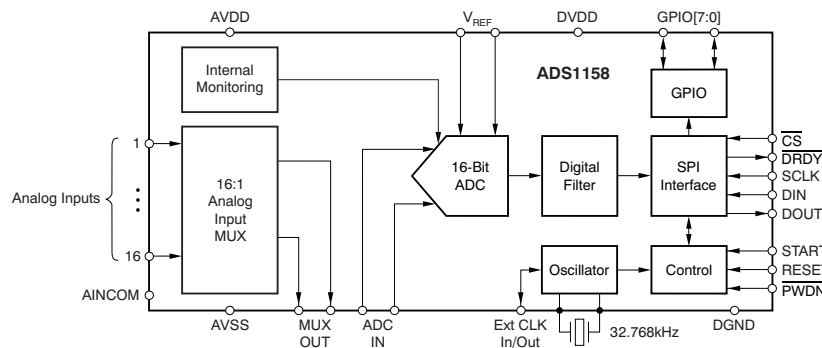 AVDD
VREF
DVDD
GPIO[7:0]
Internal
Monitoring
ADS1158
GPIO
1
16:1
Analog
Input
MUX
16-Bit
ADC
Digital
Filter
SPI
Interface
CS
DRDY
SCLK
DIN
DOUT
Analog Inputs
16
Oscillator
Control
START
RESET
PWDN
AINCOM
AVSS
MUX
OUT
ADC
IN
Ext CLK
In/Out
32.768kHz
DGND